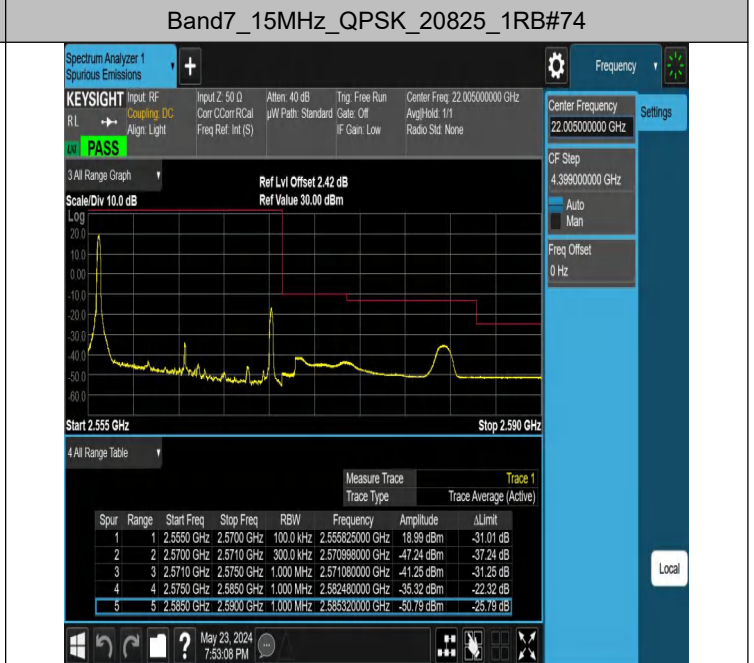 Band7_15MHz_QPSK_20825_1RB#74
Spectrum Analyzer 1
Spurious Emissions
+
Frequency
KEYSIGHT Input: RF Input Z: 50 Ω Atten: 40 dB Trig: Free Run Center Freq: 22.005000000 GHz
RL Coupling: DC Corr CCorr RCal µW Path: Standard Gate: Off Avg|Hold: 1/1
Align: Light Freq Ref: Int (S) IF Gain: Low Radio Std: None
PASS
Center Frequency
22.005000000 GHz
Settings
CF Step
4.399000000 GHz
Auto
Man
Freq Offset
0 Hz
3 All Range Graph
Ref Lvl Offset 2.42 dB
Scale/Div 10.0 dB Ref Value 30.00 dBm
Log
20.0
10.0
0.00
-10.0
-20.0
-30.0
-40.0
-50.0
-60.0
Start 2.555 GHz Stop 2.590 GHz
4 All Range Table
Measure Trace Trace 1
Trace Type Trace Average (Active)
Spur Range Start Freq Stop Freq RBW Frequency Amplitude ΔLimit
1 1 2.5550 GHz 2.5700 GHz 100.0 kHz 2.555825000 GHz 18.99 dBm -31.01 dB
2 2 2.5700 GHz 2.5710 GHz 300.0 kHz 2.570998000 GHz -47.24 dBm -37.24 dB
3 3 2.5710 GHz 2.5750 GHz 1.000 MHz 2.571080000 GHz -41.25 dBm -31.25 dB
4 4 2.5750 GHz 2.5850 GHz 1.000 MHz 2.582480000 GHz -35.32 dBm -22.32 dB
5 5 2.5850 GHz 2.5900 GHz 1.000 MHz 2.585320000 GHz -50.79 dBm -25.79 dB
Local
?
May 23, 2024
7:53:08 PM